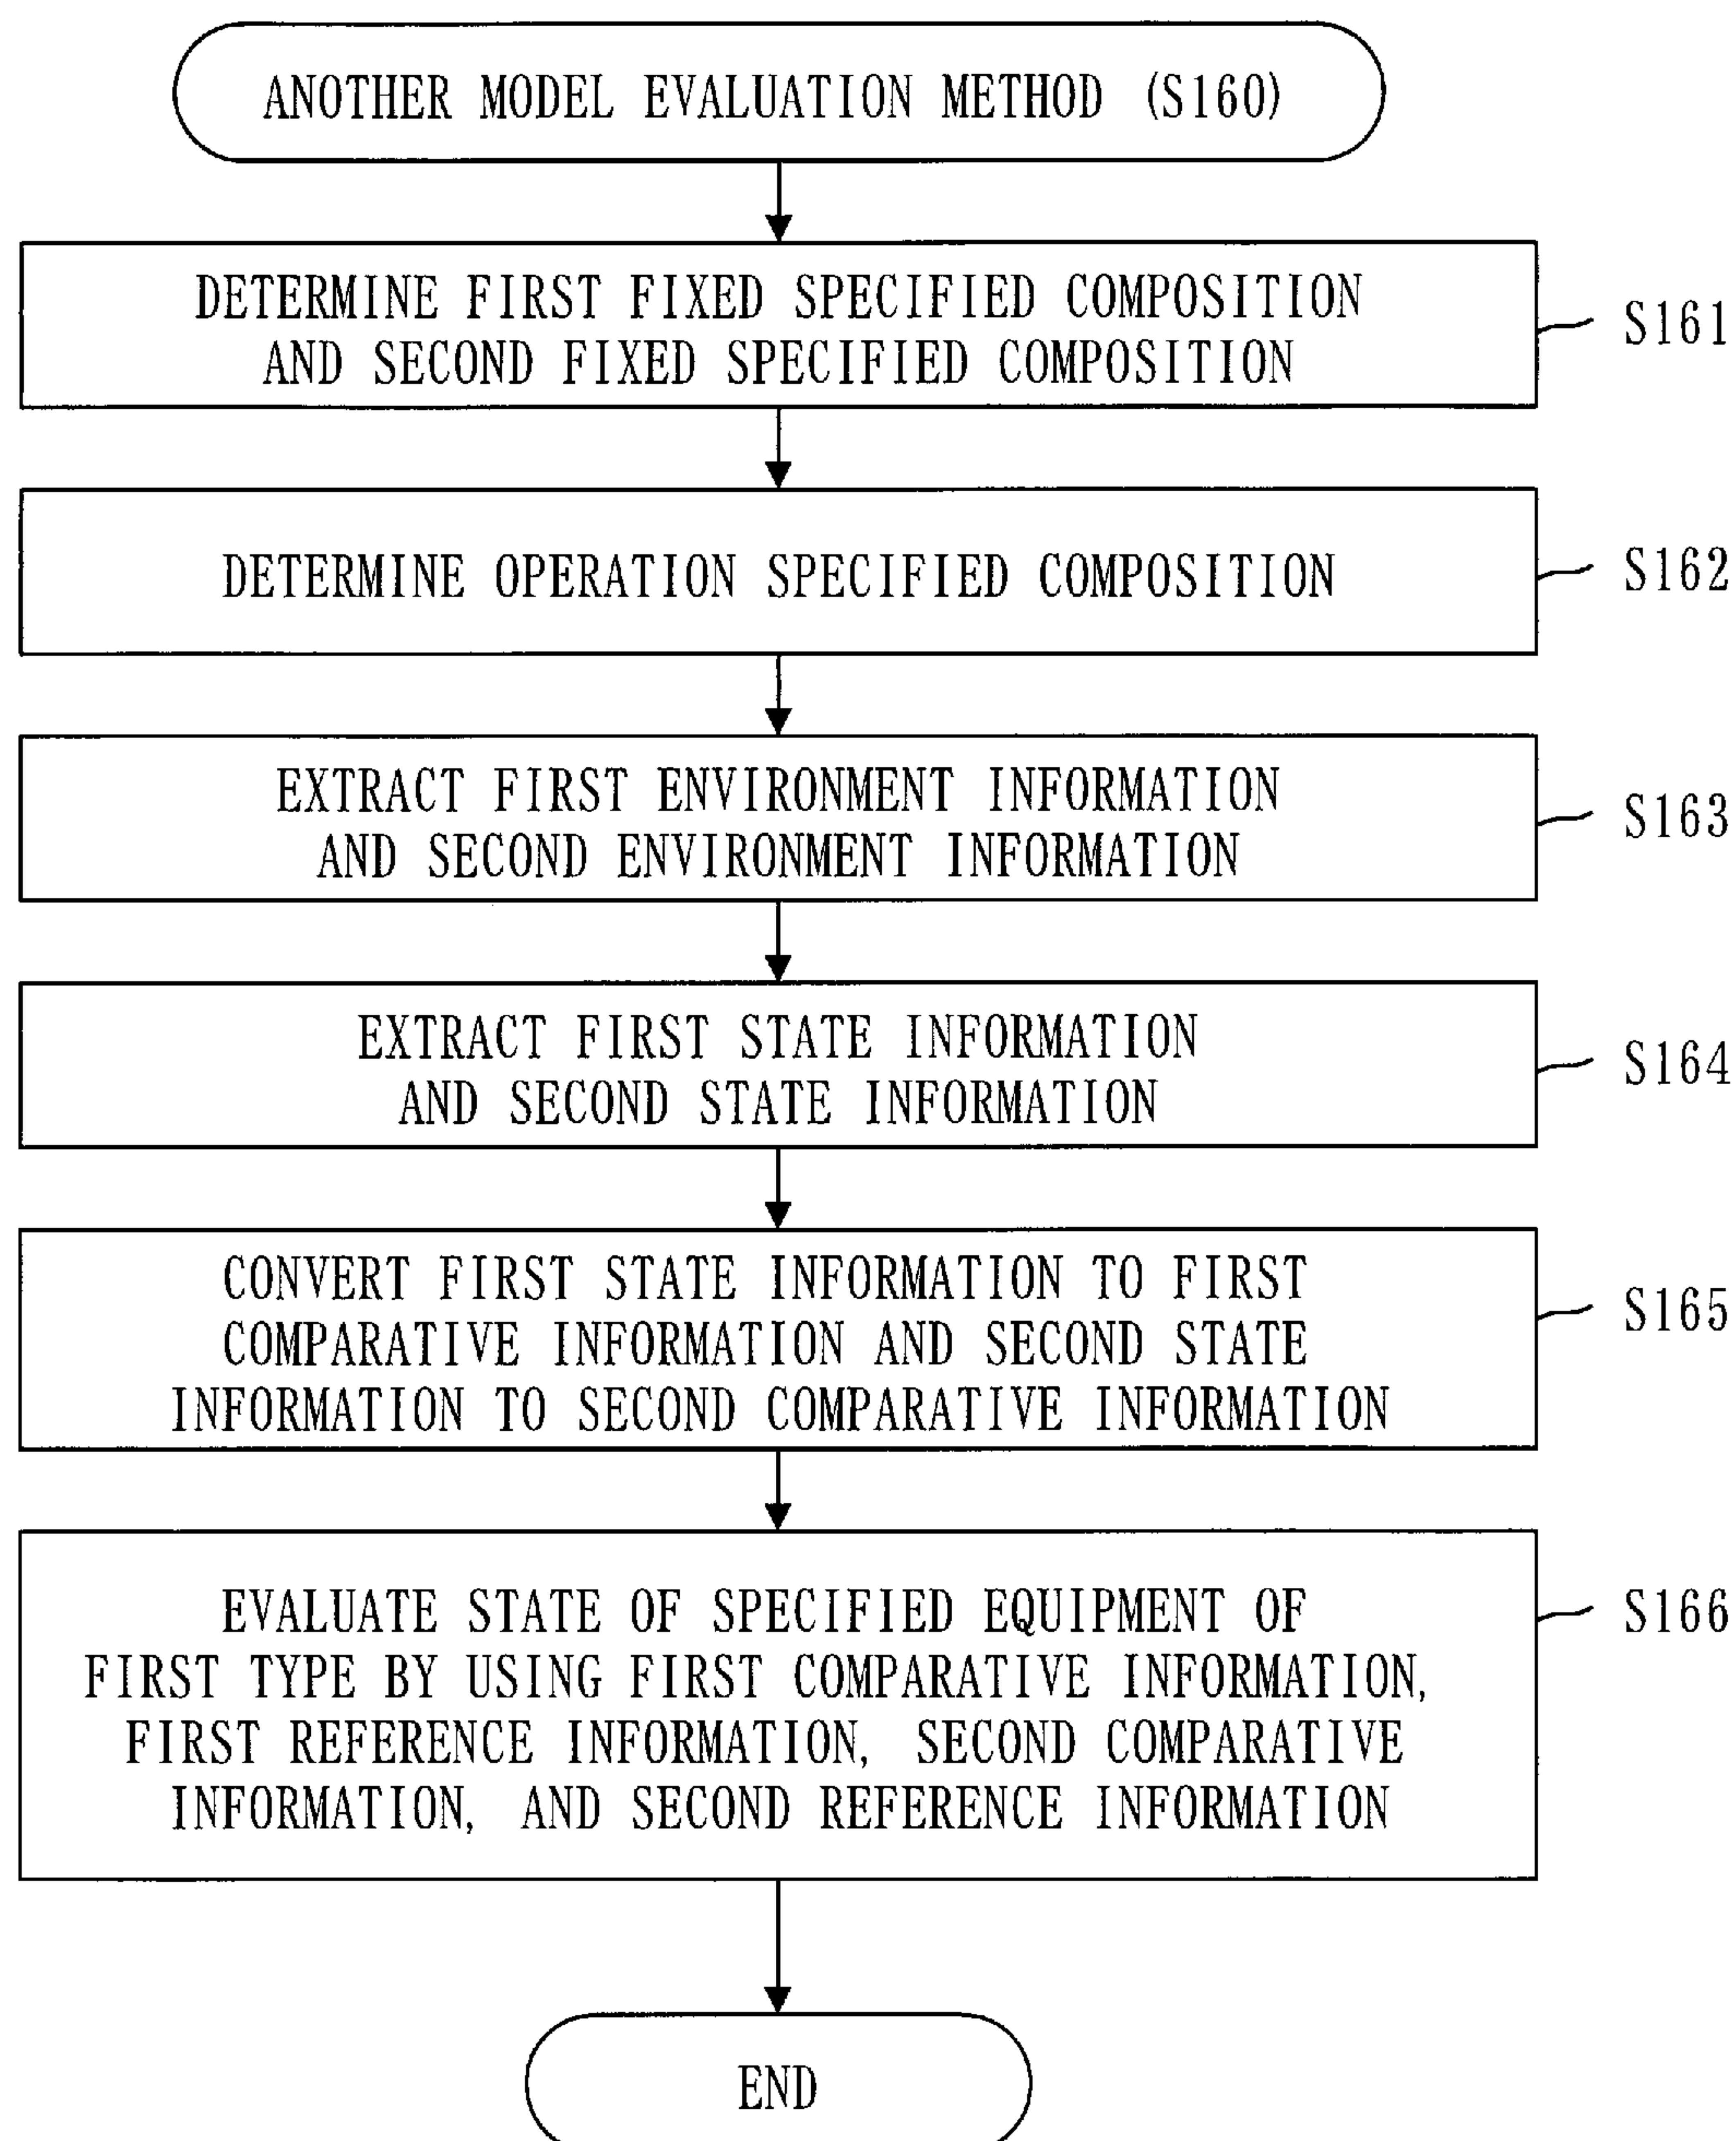 ANOTHER MODEL EVALUATION METHOD (S160)
DETERMINE FIRST FIXED SPECIFIED COMPOSITION
AND SECOND FIXED SPECIFIED COMPOSITION
S161
DETERMINE OPERATION SPECIFIED COMPOSITION
S162
EXTRACT FIRST ENVIRONMENT INFORMATION
AND SECOND ENVIRONMENT INFORMATION
S163
EXTRACT FIRST STATE INFORMATION
AND SECOND STATE INFORMATION
S164
CONVERT FIRST STATE INFORMATION TO FIRST
COMPARATIVE INFORMATION AND SECOND STATE
INFORMATION TO SECOND COMPARATIVE INFORMATION
S165
EVALUATE STATE OF SPECIFIED EQUIPMENT OF
FIRST TYPE BY USING FIRST COMPARATIVE INFORMATION,
FIRST REFERENCE INFORMATION, SECOND COMPARATIVE
INFORMATION, AND SECOND REFERENCE INFORMATION
S166
END